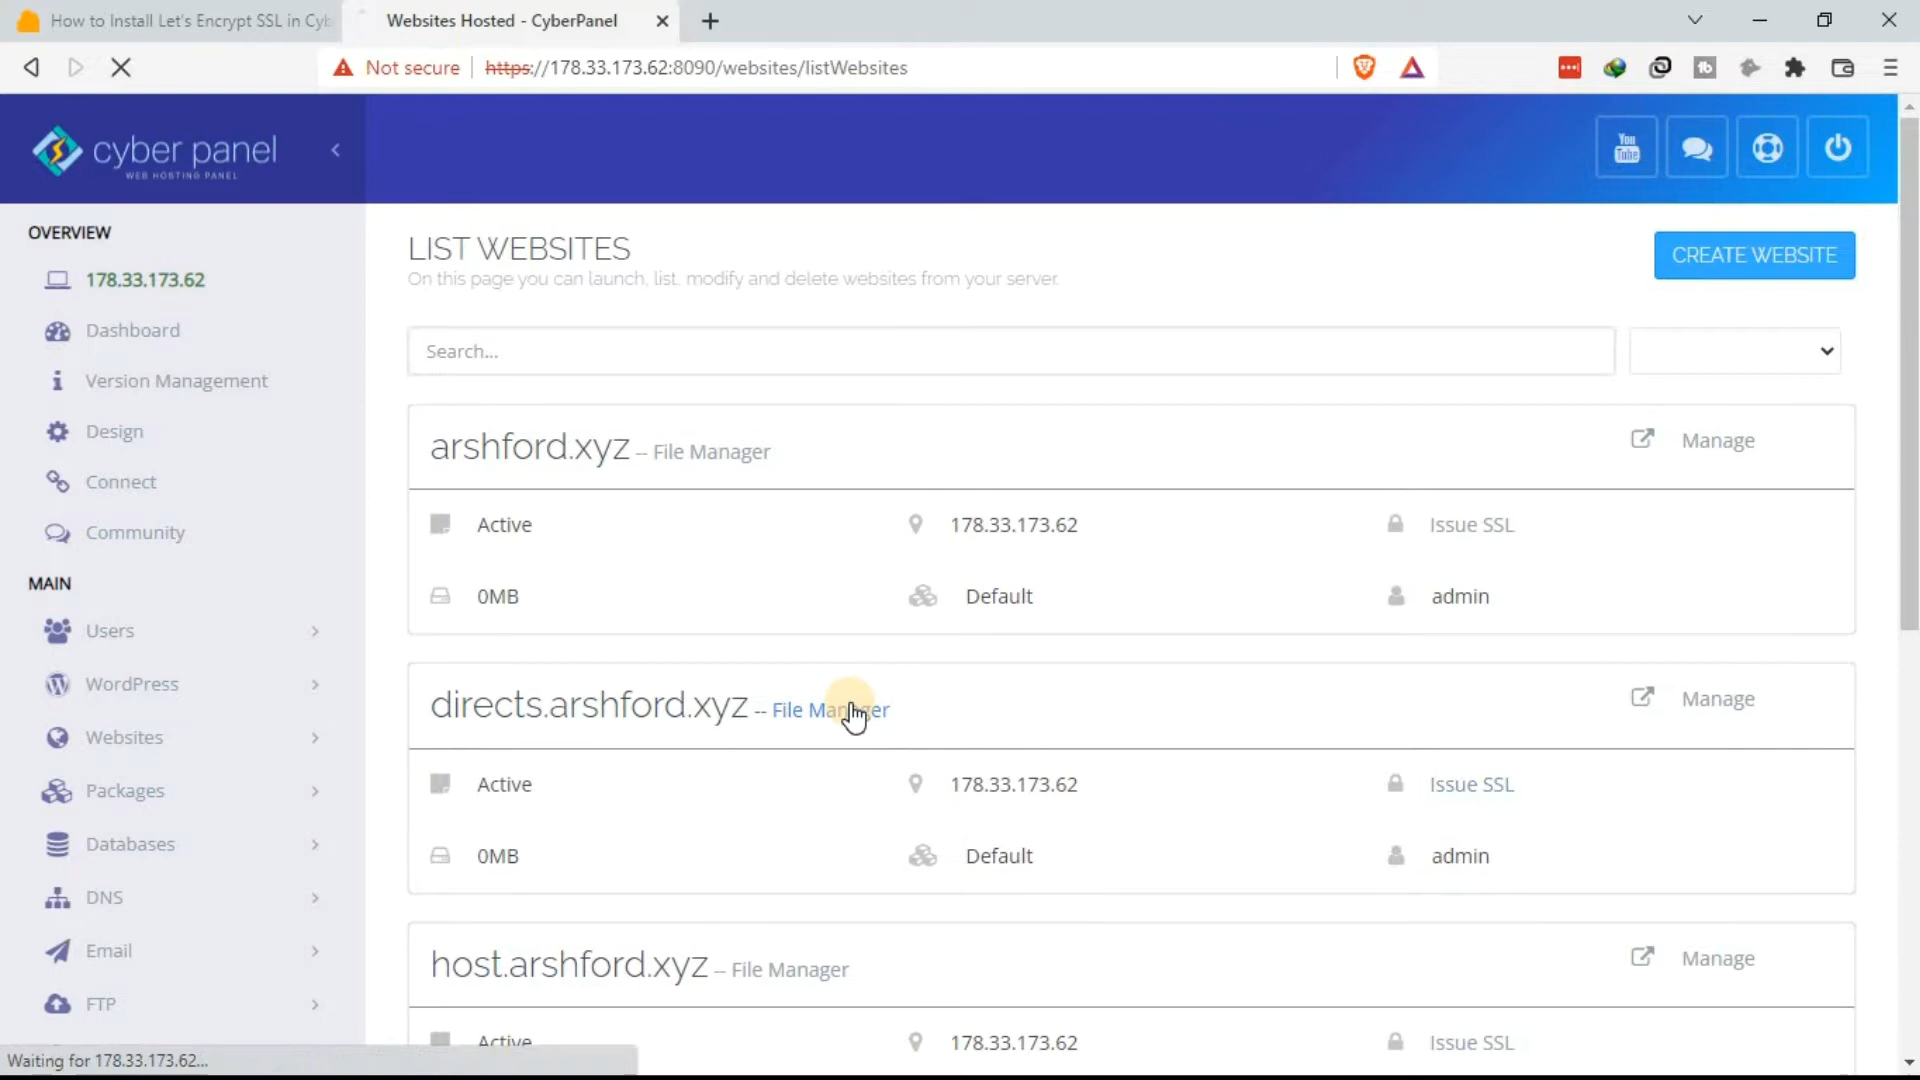 How to Install Let's Encrypt SSL in Cyb
Websites Hosted - CyberPanel
Not secure
https://178.33.173.62:8090/websites/listWebsites
cyber panel
WEB HOSTING PANEL
You
Tube
OVERVIEW
178.33.173.62
Dashboard
Version Management
Design
Connect
Community
MAIN
Users
WordPress
Websites
Packages
Databases
DNS
Email
FTP
LIST WEBSITES
On this page you can launch, list, modify and delete websites from your server.
CREATE WEBSITE
Search...
arshford.xyz -- File Manager
Manage
Active
178.33.173.62
Issue SSL
0MB
Default
admin
directs.arshford.xyz -- File Manager
Manage
Active
178.33.173.62
Issue SSL
0MB
Default
admin
host.arshford.xyz -- File Manager
Manage
Active
178.33.173.62
Issue SSL
Waiting for 178.33.173.62...